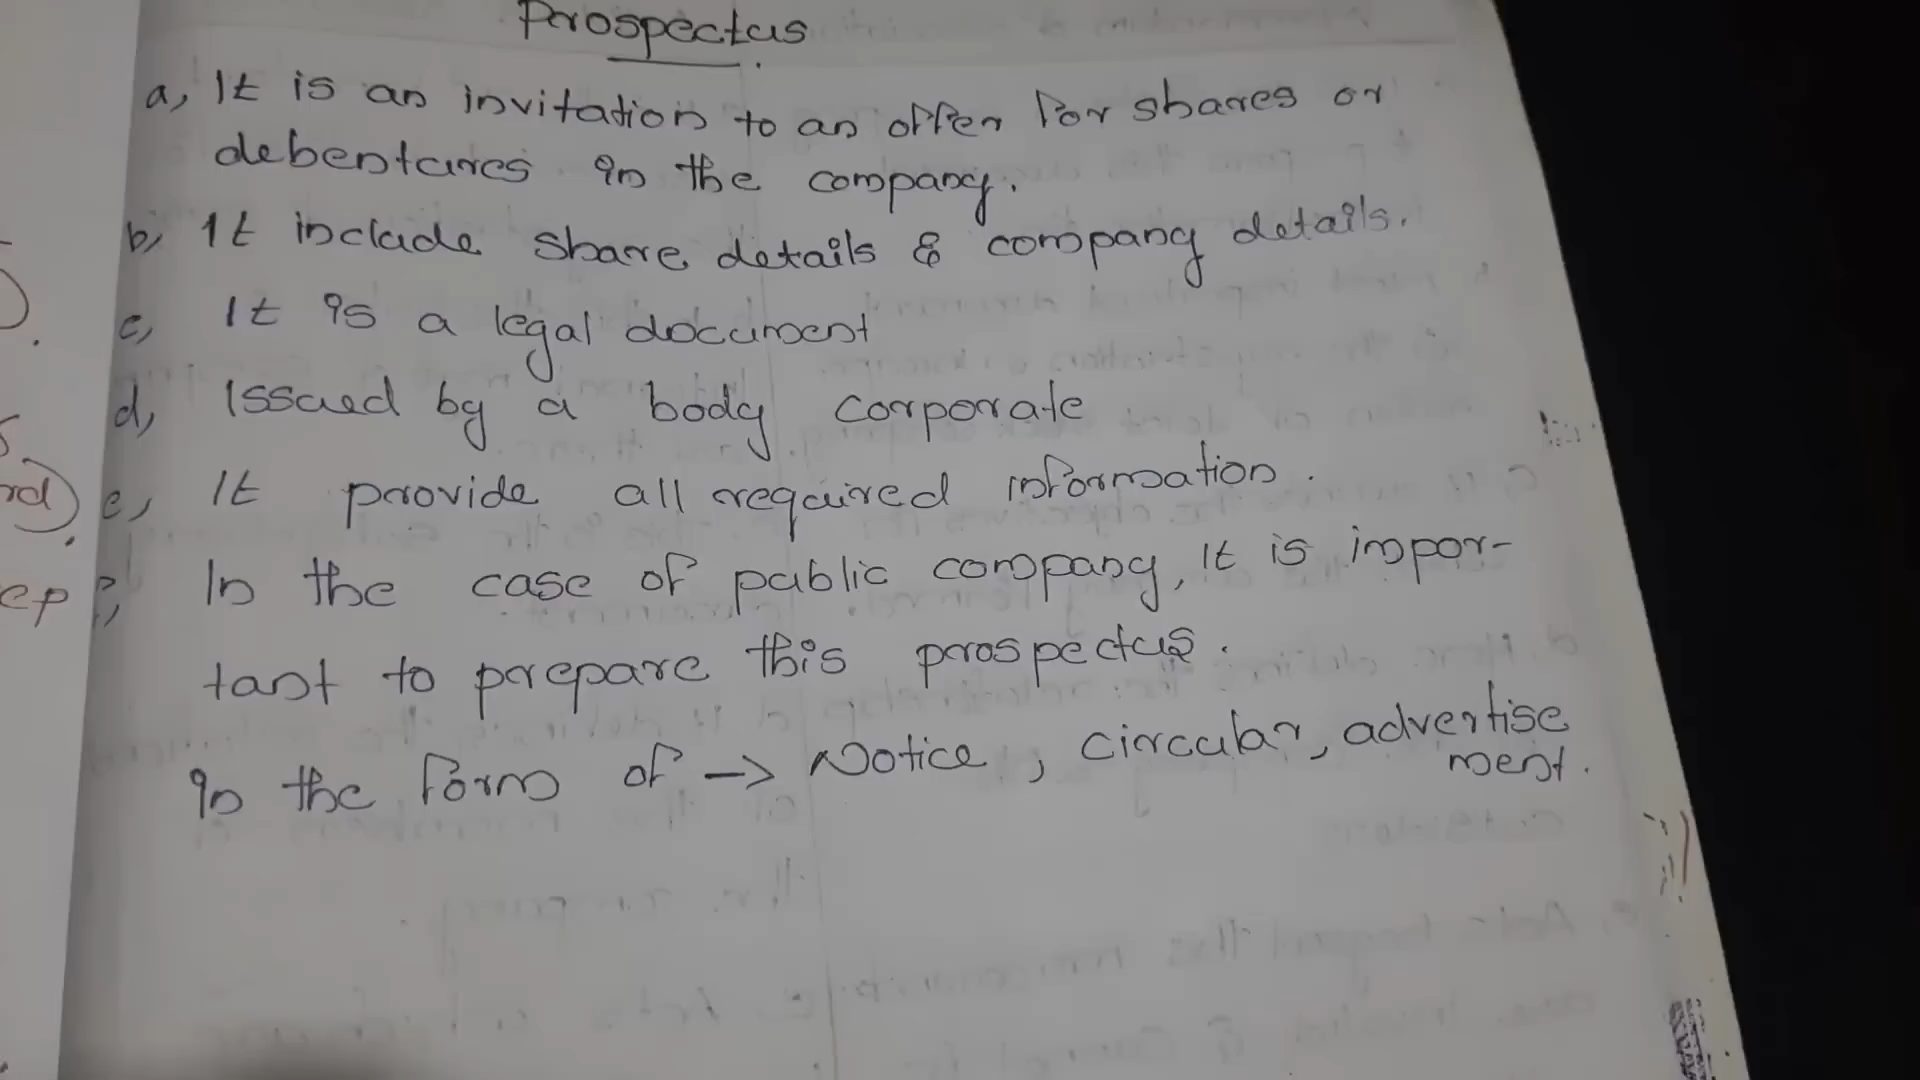 Prospectus
a, It is an invitation to an offer for shares or
debentures in the company.
b, It include share details & company details.
c, It is a legal document
d, Issued by a body corporate
e, It provide all required information.
f, In the case of public company, it is impor-
tant to prepare this prospectus.
In the form of -> Notice, circular, advertise
ment.